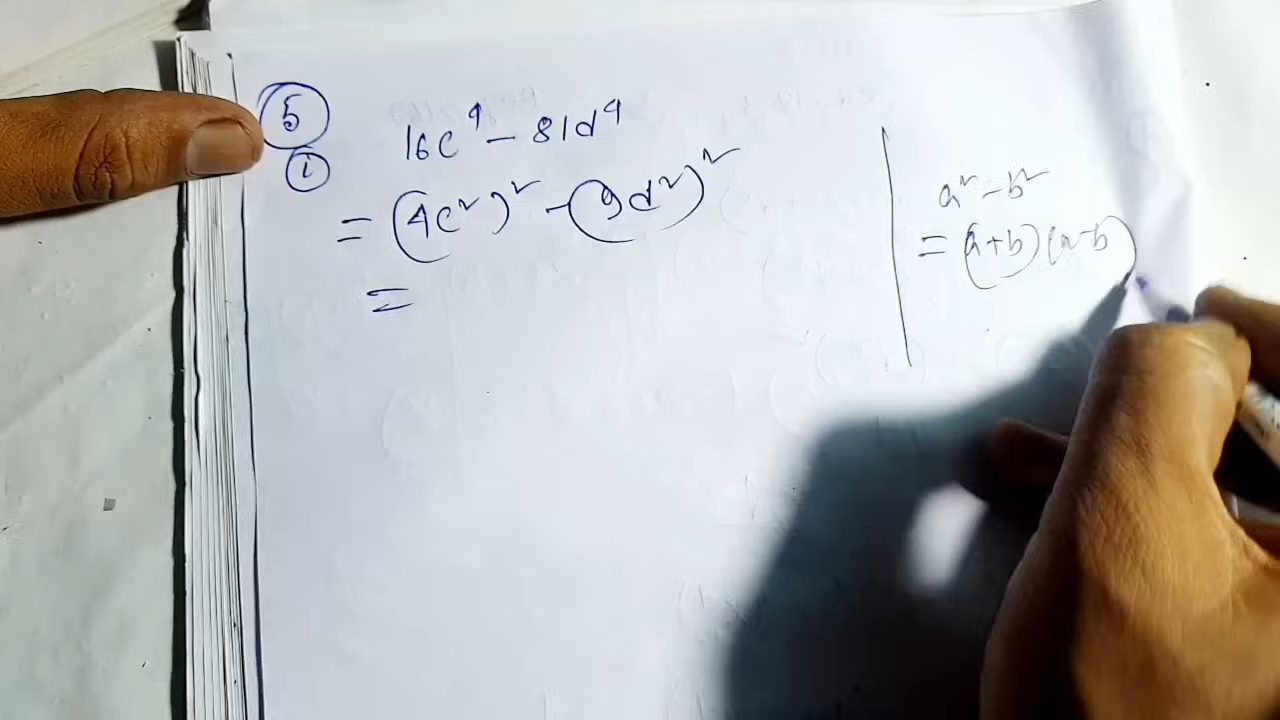 5
i
16c⁴ - 81d⁴
= (4c²)² - (9d²)²
=
a² - b²
= (a+b) (a-b)